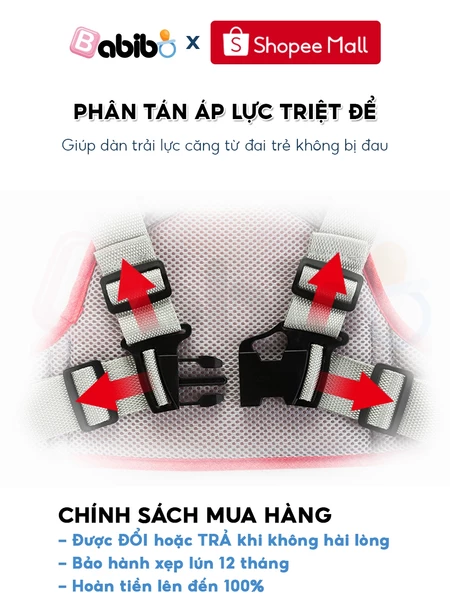 Babibo x Shopee Mall
PHÂN TÁN ÁP LỰC TRIỆT ĐỂ
Giúp dàn trải lực căng từ đai trẻ không bị đau
CHÍNH SÁCH MUA HÀNG
– Được ĐỔI hoặc TRẢ khi không hài lòng
– Bảo hành xẹp lún 12 tháng
– Hoàn tiền lên đến 100%